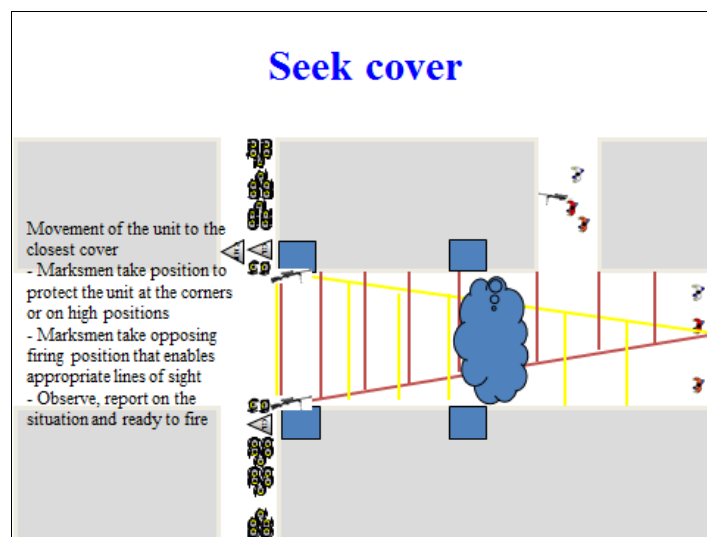 Seek cover
Movement of the unit to the
closest cover
- Marksmen take position to
protect the unit at the corners
or on high positions
- Marksmen take opposing
firing position that enables
appropriate lines of sight
- Observe, report on the
situation and ready to fire